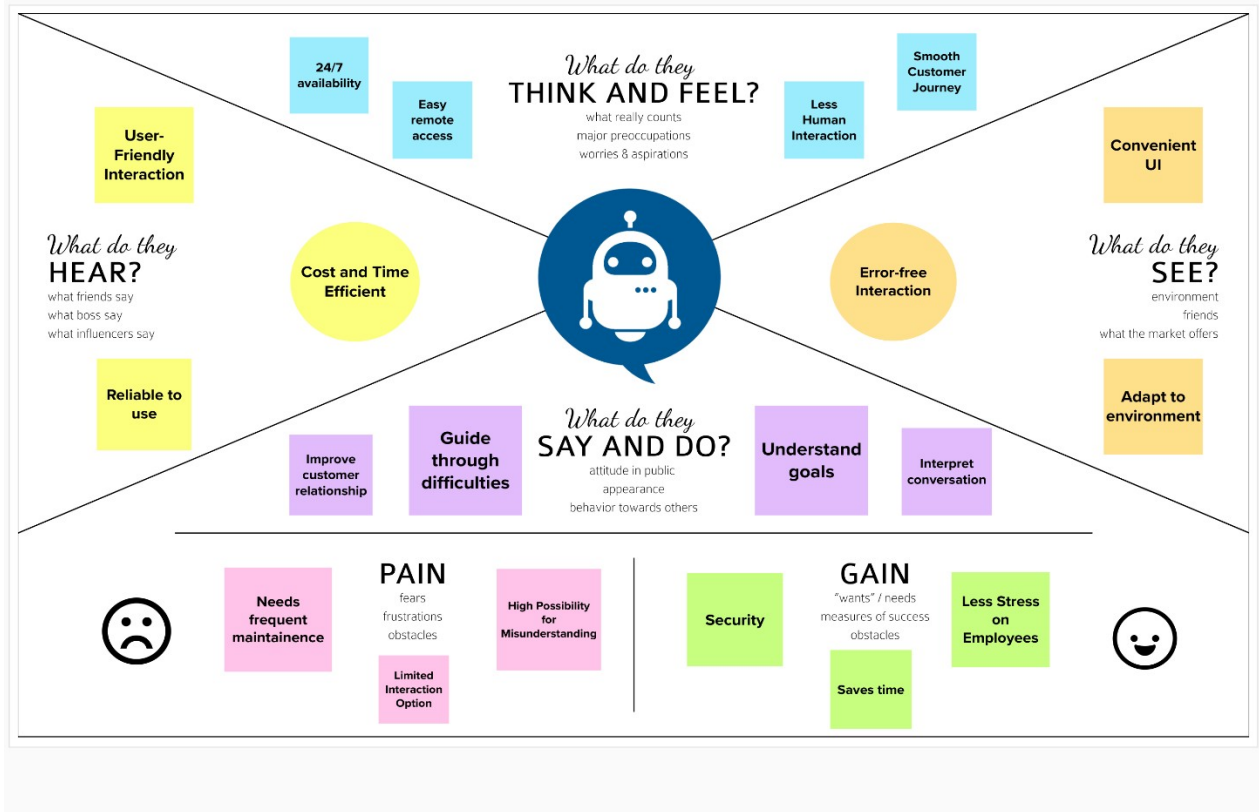 24/7
availability
Easy
remote
access
What do they
THINK AND FEEL?
what really counts
major preoccupations
worries & aspirations
Less
Human
Interaction
Smooth
Customer
Journey
User-
Friendly
Interaction
What do they
HEAR?
what friends say
what boss say
what influencers say
Cost and Time
Efficient
Reliable to
use
Error-free
Interaction
Convenient
UI
What do they
SEE?
environment
friends
what the market offers
Adapt to
environment
Improve
customer
relationship
Guide
through
difficulties
What do they
SAY AND DO?
attitude in public
appearance
behavior towards others
Understand
goals
Interpret
conversation
Needs
frequent
maintainence
PAIN
fears
frustrations
obstacles
Limited
Interaction
Option
High Possibility
for
Misunderstanding
Security
GAIN
“wants” / needs
measures of success
obstacles
Saves time
Less Stress
on
Employees